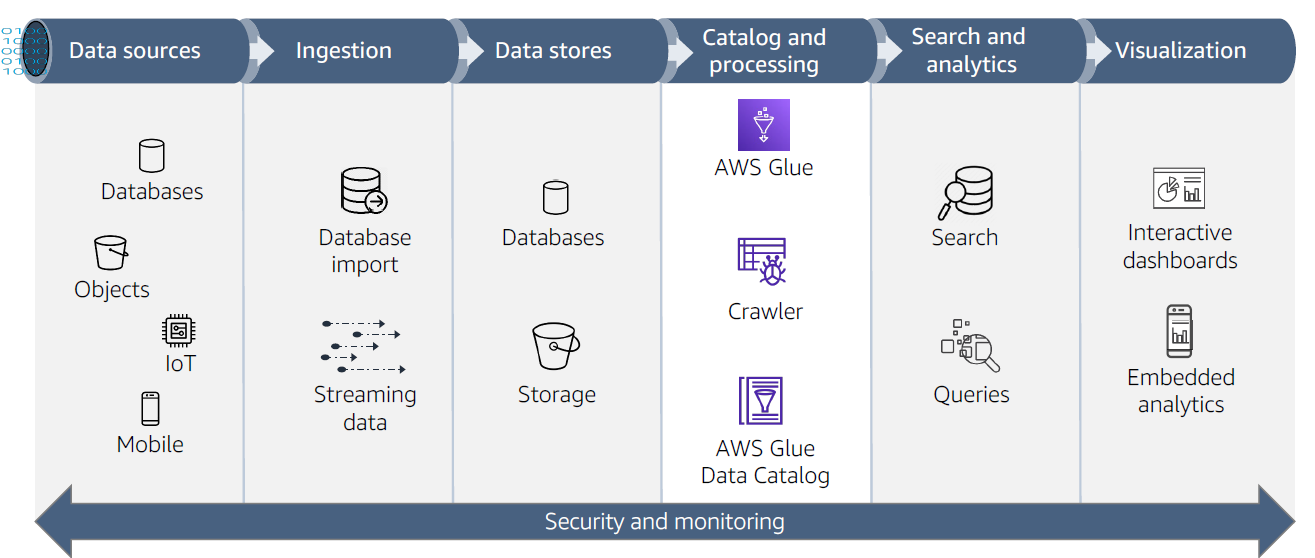 Data sources
Ingestion
Data stores
Catalog and
processing
Search and
analytics
Visualization
Databases
Objects
IoT
Mobile
Database
import
Streaming
data
Databases
Storage
AWS Glue
Crawler
AWS Glue
Data Catalog
Search
Queries
Interactive
dashboards
Embedded
analytics
Security and monitoring